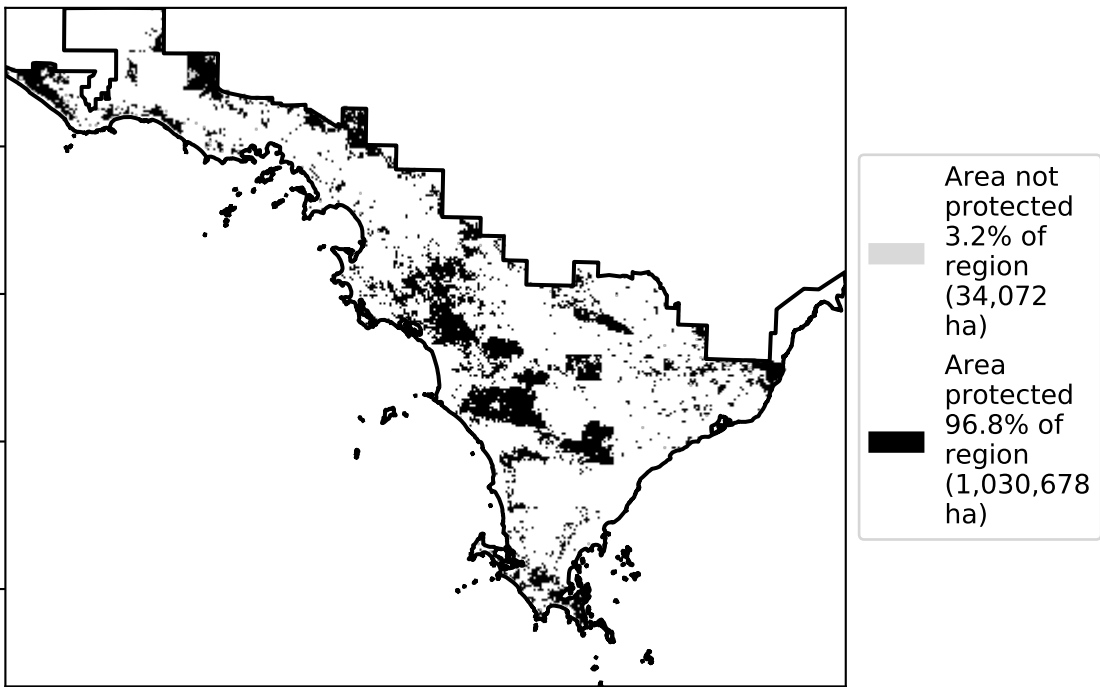 Area not
protected
3.2% of
region
(34,072
ha)
Area
protected
96.8% of
region
(1,030,678
ha)